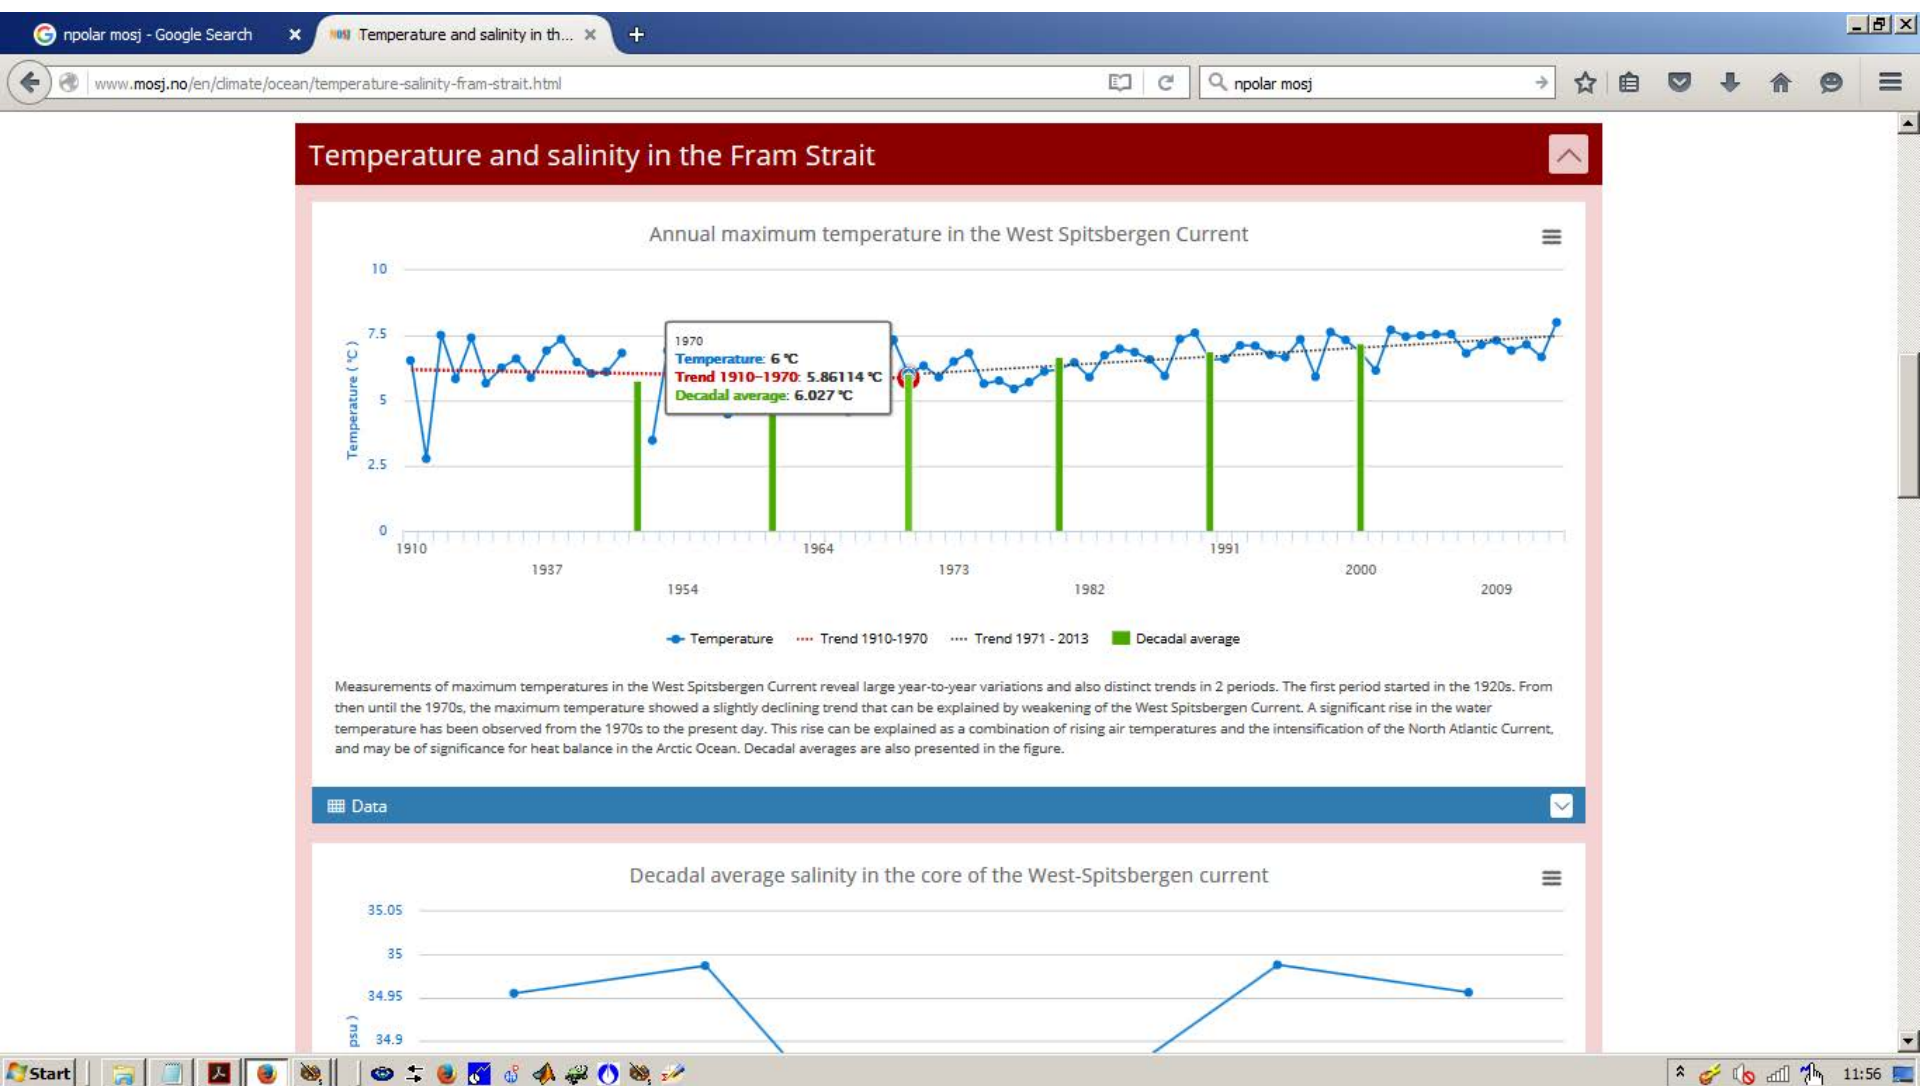 npolar mosj - Google Search
Temperature and salinity in th...
www.mosj.no/en/climate/ocean/temperature-salinity-fram-strait.html
npolar mosj
Temperature and salinity in the Fram Strait
Annual maximum temperature in the West Spitsbergen Current
10
7.5
5
2.5
0
Temperature ( °C )
1970
Temperature: 6 °C
Trend 1910–1970: 5.86114 °C
Decadal average: 6.027 °C
1910
1964
1991
1937
1973
2000
1954
1982
2009
Temperature
Trend 1910-1970
Trend 1971 - 2013
Decadal average
Measurements of maximum temperatures in the West Spitsbergen Current reveal large year-to-year variations and also distinct trends in 2 periods. The first period started in the 1920s. From
then until the 1970s, the maximum temperature showed a slightly declining trend that can be explained by weakening of the West Spitsbergen Current. A significant rise in the water
temperature has been observed from the 1970s to the present day. This rise can be explained as a combination of rising air temperatures and the intensification of the North Atlantic Current,
and may be of significance for heat balance in the Arctic Ocean. Decadal averages are also presented in the figure.
Data
Decadal average salinity in the core of the West-Spitsbergen current
35.05
35
34.95
34.9
psu )
Start
11:56